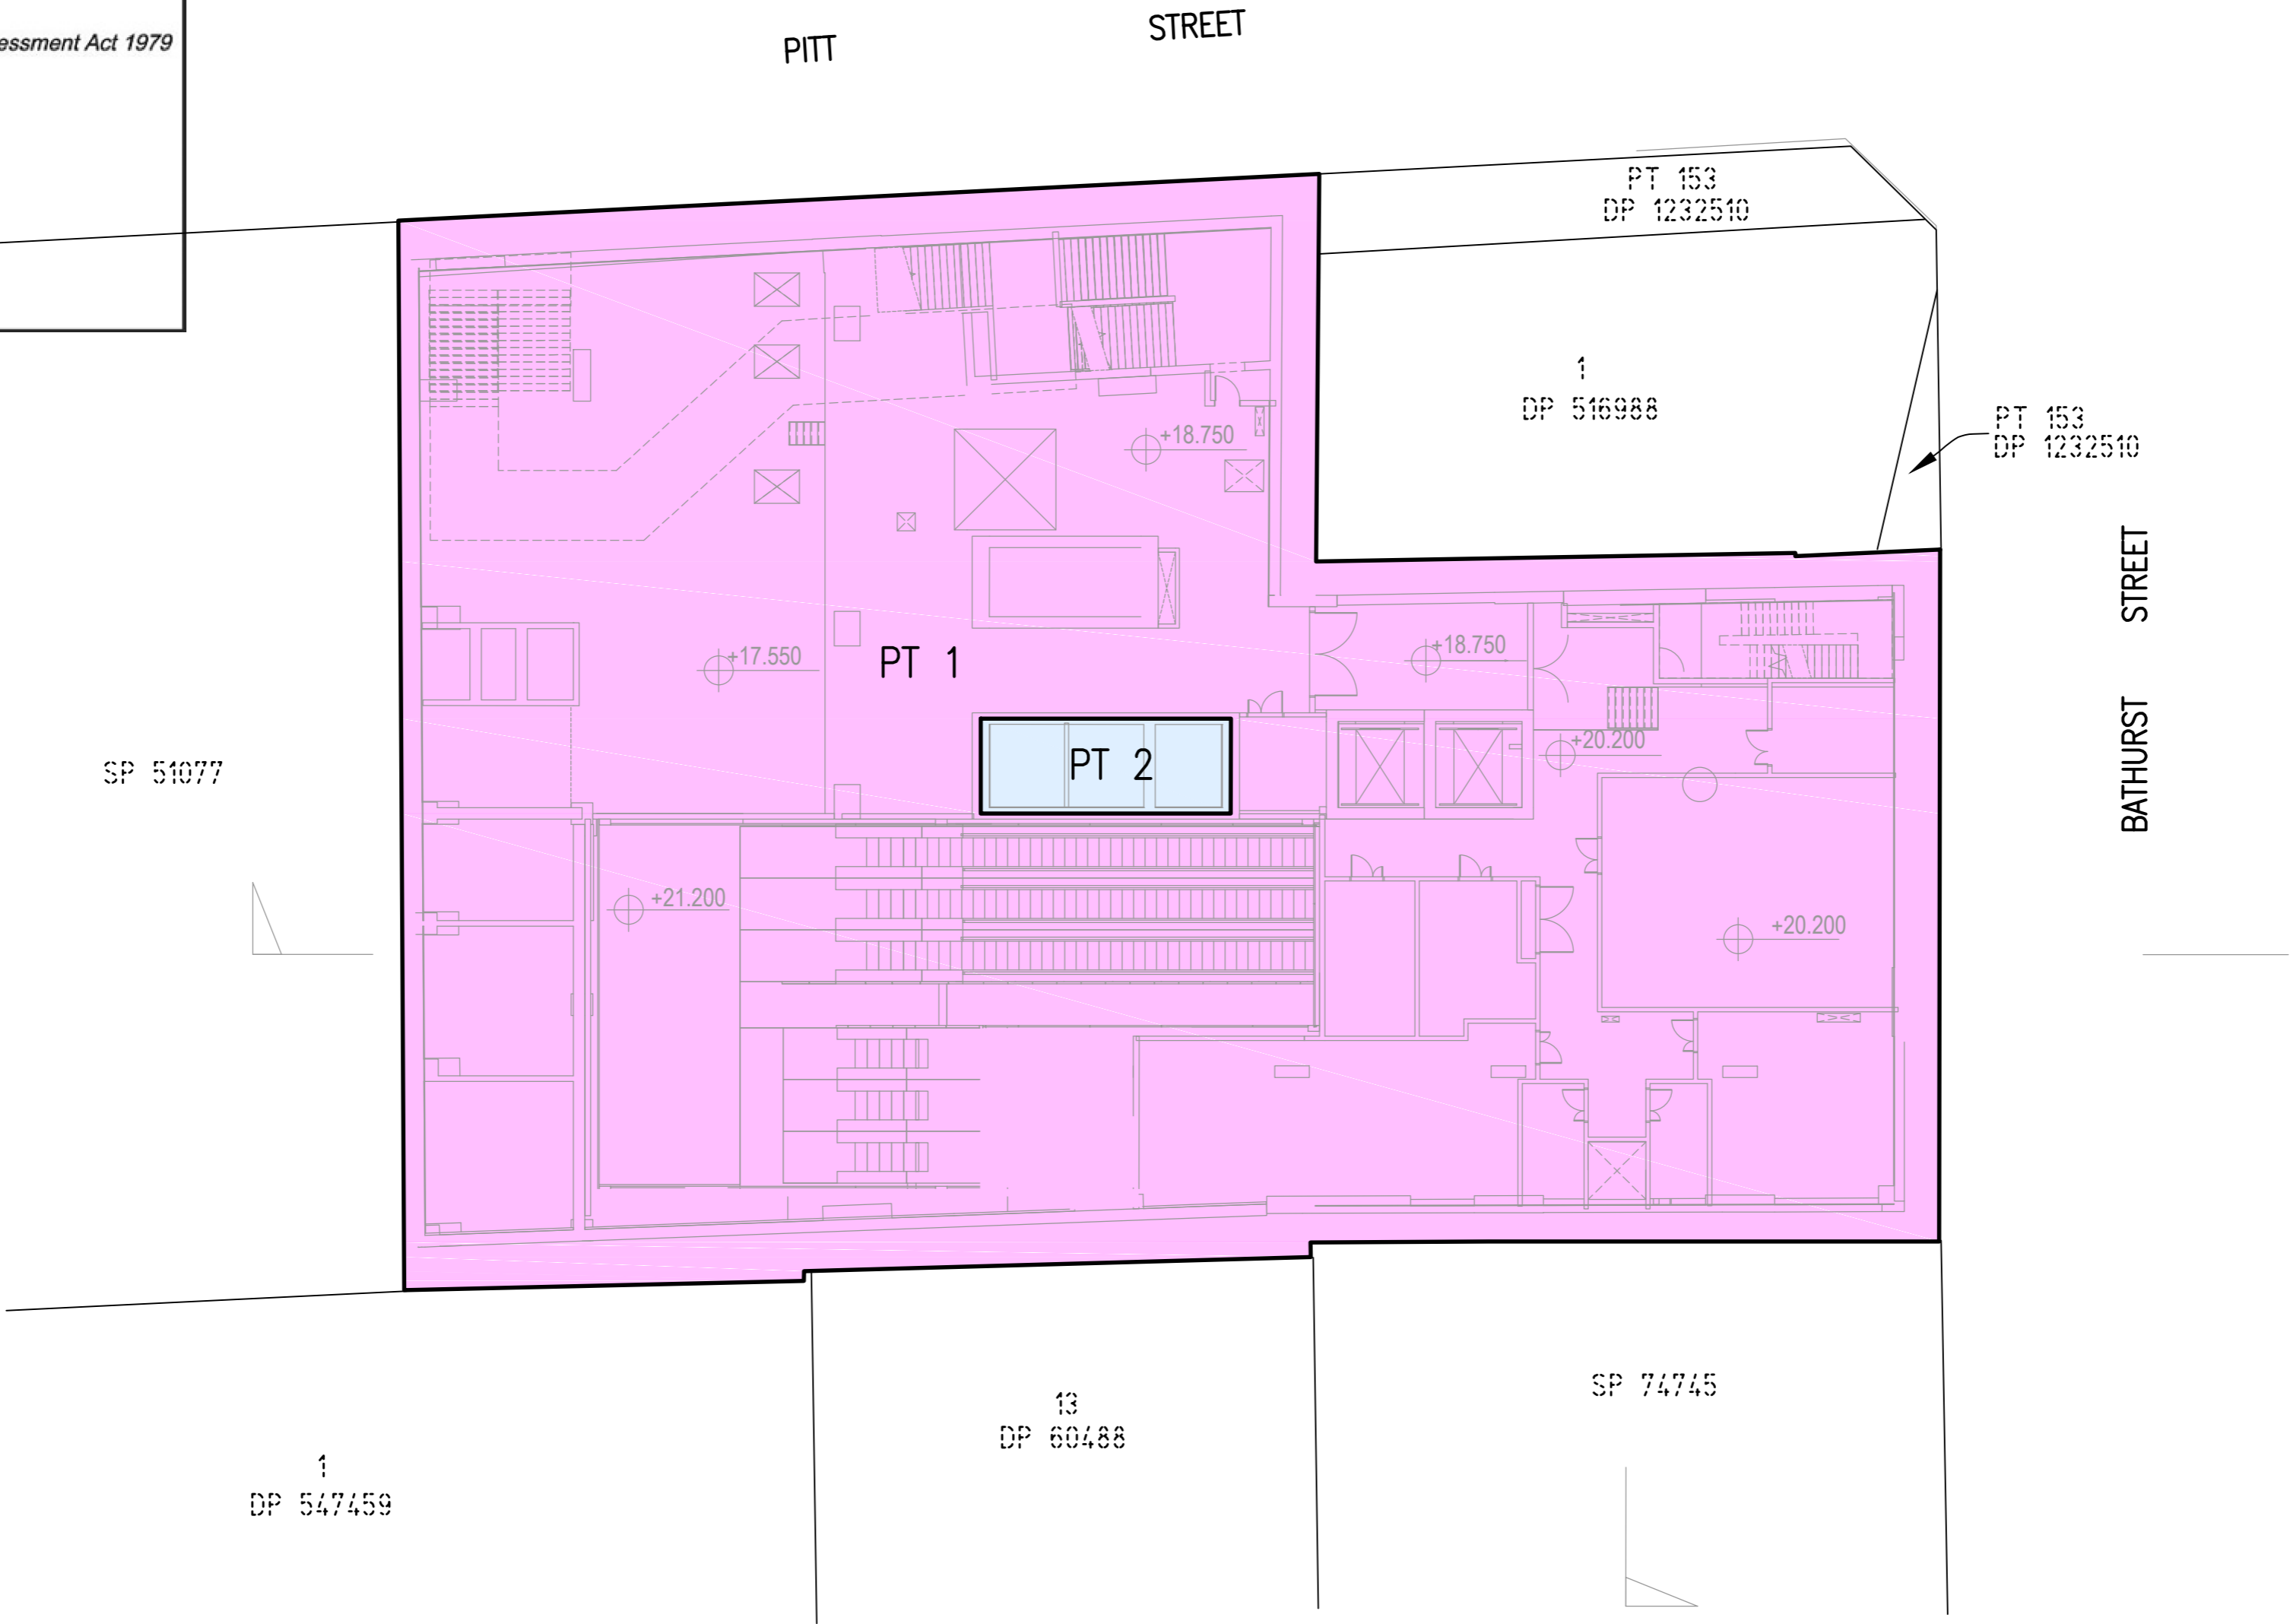 essment Act 1979
PITT STREET
PT 153
DP 1232510
1
DP 516988
PT 153
DP 1232510
BATHURST STREET
+18.750
+17.550
PT 1
+18.750
PT 2
+20.200
SP 51077
+21.200
+20.200
SP 74745
13
DP 60488
1
DP 547459